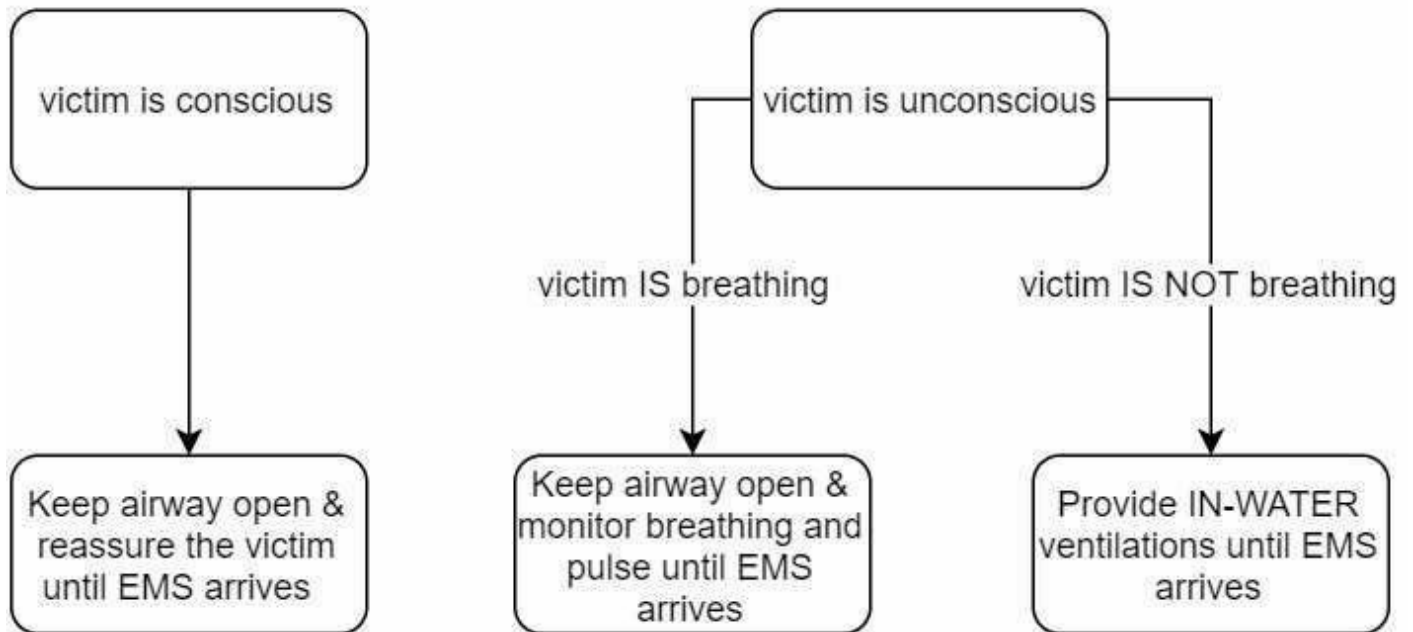 victim is conscious
victim is unconscious
victim IS breathing
victim IS NOT breathing
Keep airway open &
reassure the victim
until EMS arrives
Keep airway open &
monitor breathing and
pulse until EMS
arrives
Provide IN-WATER
ventilations until EMS
arrives